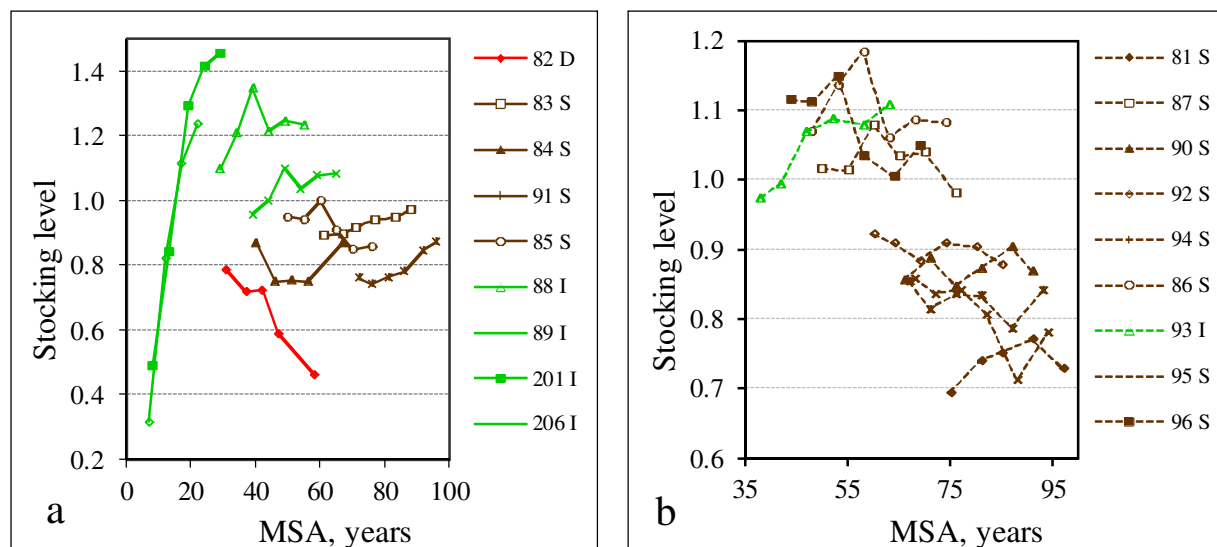 Stocking level
1.4
1.2
1.0
0.8
0.6
0.4
0.2
0 20 40 60 80 100
MSA, years
a
82 D
83 S
84 S
91 S
85 S
88 I
89 I
201 I
206 I
Stocking level
1.2
1.1
1.0
0.9
0.8
0.7
0.6
35 55 75 95
MSA, years
b
81 S
87 S
90 S
92 S
94 S
86 S
93 I
95 S
96 S